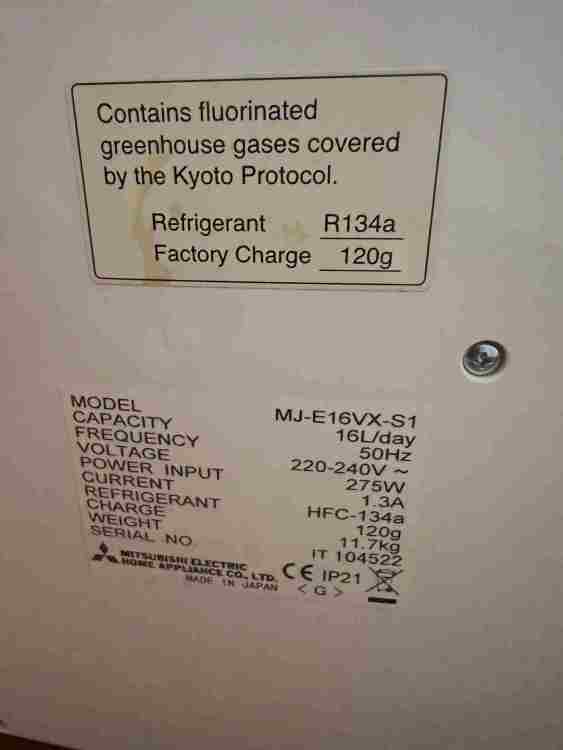 Contains fluorinated
greenhouse gases covered
by the Kyoto Protocol.
Refrigerant R134a
Factory Charge 120g
MODEL MJ-E16VX-S1
CAPACITY 16L/day
FREQUENCY 50Hz
VOLTAGE 220-240V ~
POWER INPUT 275W
CURRENT 1.3A
REFRIGERANT HFC-134a
CHARGE 120g
WEIGHT 11.7kg
SERIAL NO. IT 104522
MITSUBISHI ELECTRIC
HOME APPLIANCE CO., LTD. CE IP21
MADE IN JAPAN < G >